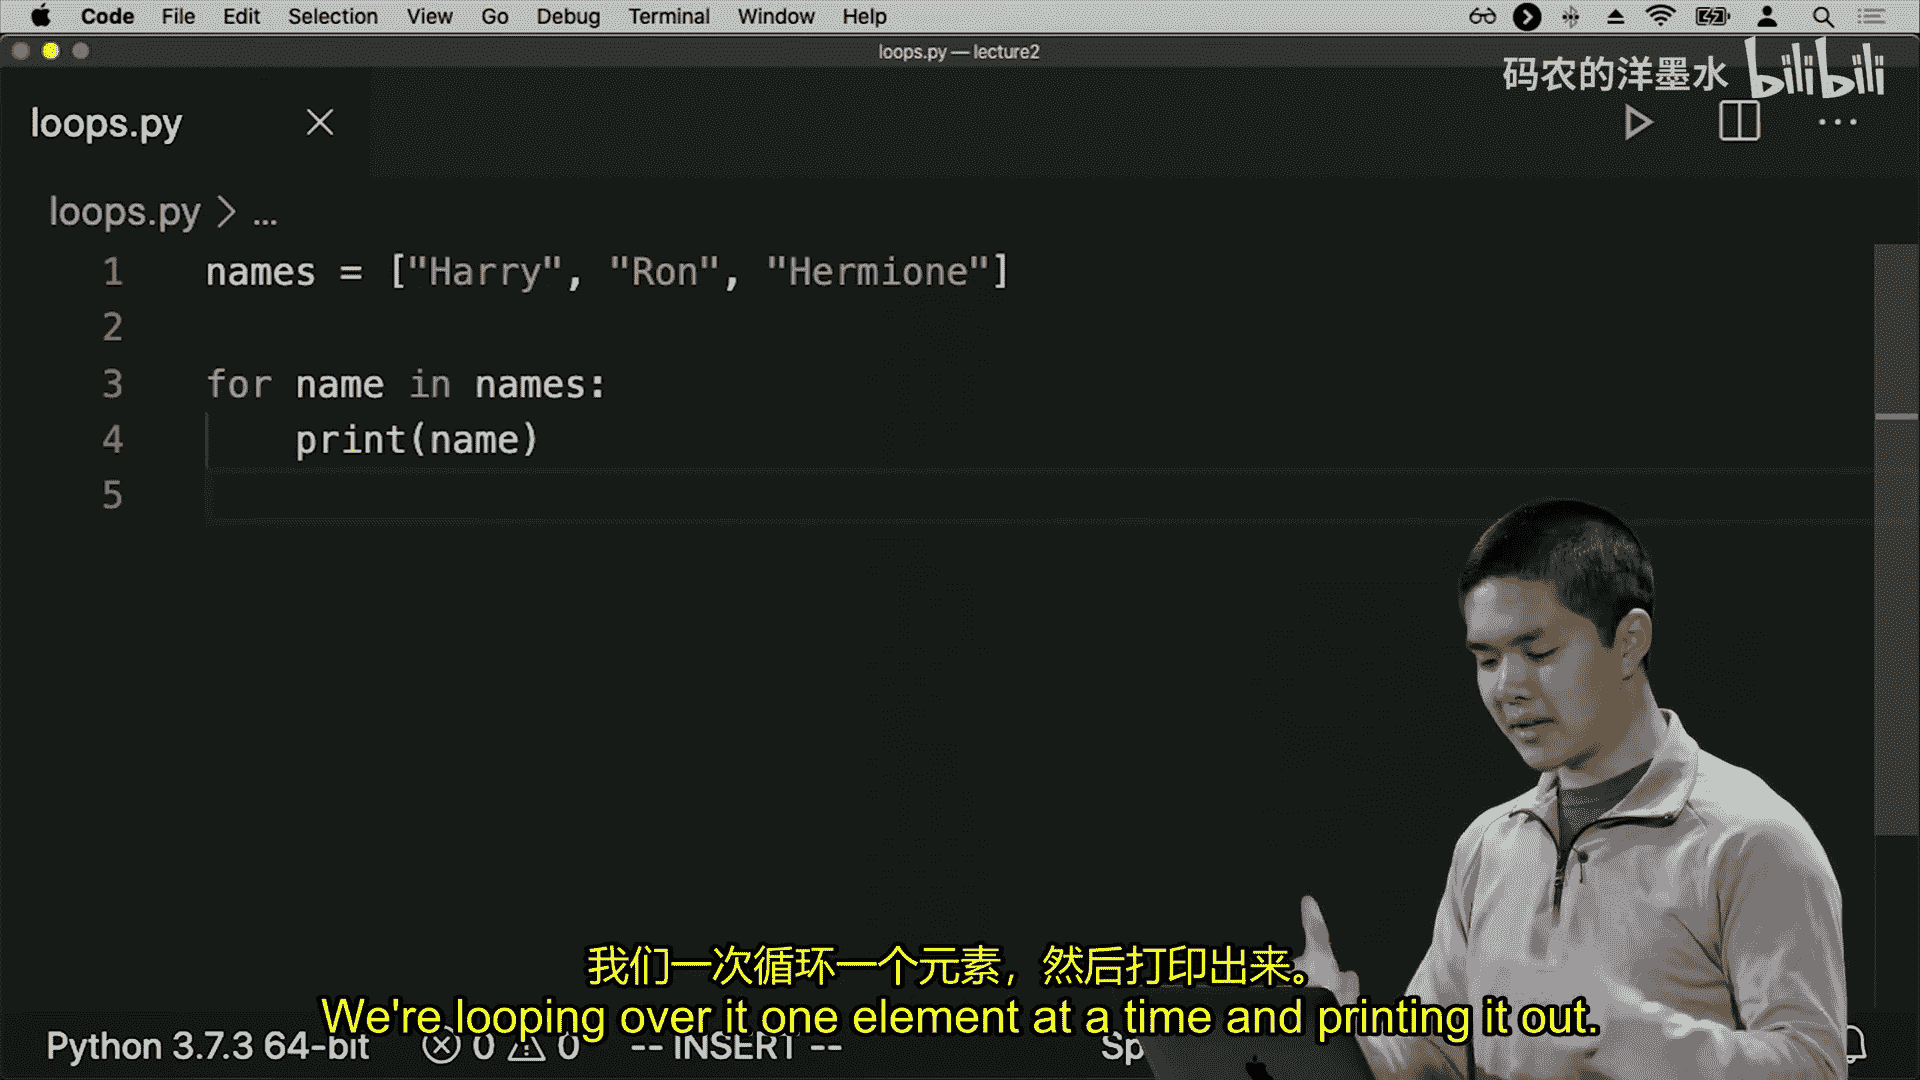 Code File Edit Selection View Go Debug Terminal Window Help
loops.py — lecture2
码农的洋墨水 bilibili
loops.py
loops.py > ...
1 names = ["Harry", "Ron", "Hermione"]
2
3 for name in names:
4 print(name)
5
我们一次循环一个元素，然后打印出来。
We're looping over it one element at a time and printing it out.
Python 3.7.3 64-bit 0 0 -- INSERT -- Sp